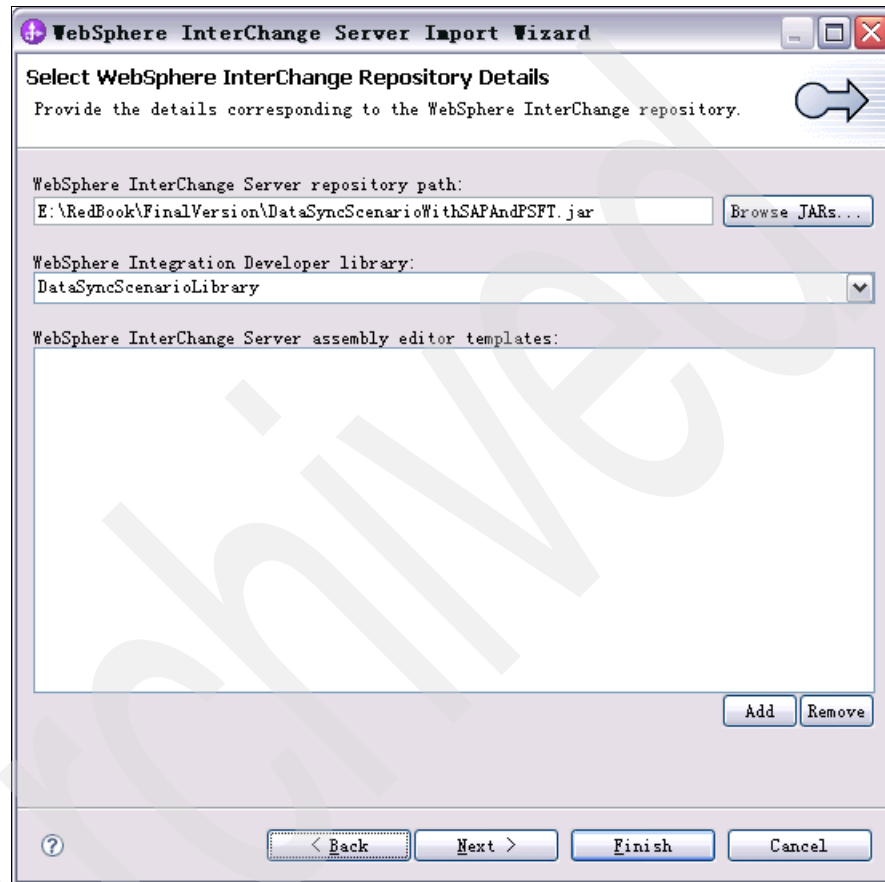 WebSphere InterChange Server Import Wizard
Select WebSphere InterChange Repository Details
Provide the details corresponding to the WebSphere InterChange repository.
WebSphere InterChange Server repository path:
E:\RedBook\FinalVersion\DataSyncScenarioWithSAPAndPSFT.jar
Browse JARs...
WebSphere Integration Developer library:
DataSyncScenarioLibrary
WebSphere InterChange Server assembly editor templates:
Add
Remove
?
< Back
Next >
Finish
Cancel
rchived